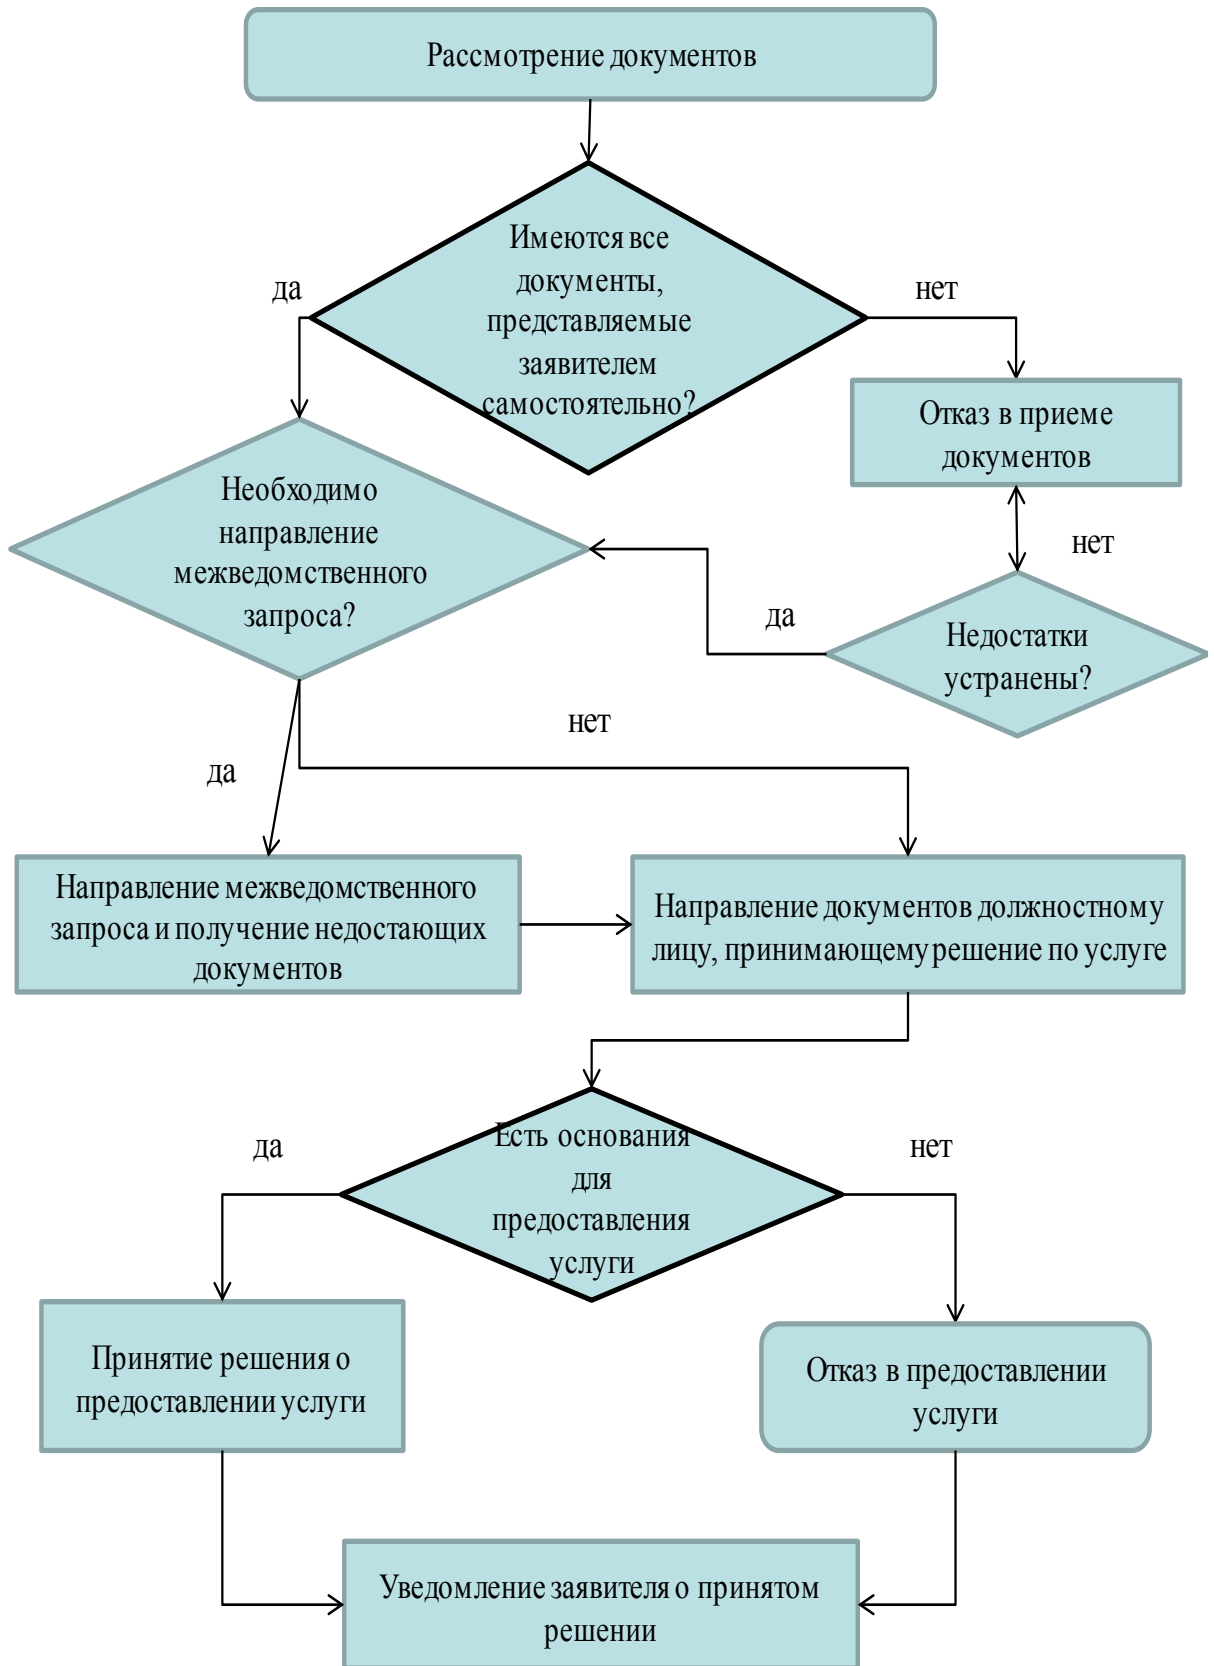 Рассмотрение документов
Имеются все
документы,
представляемые
заявителем
самостоятельно?
да
нет
Отказ в приеме
документов
Необходимо
направление
межведомственного
запроса?
нет
да
Недостатки
устранены?
нет
да
Направление межведомственного
запроса и получение недостающих
документов
Направление документов должностному
лицу, принимающему решение по услуге
Есть основания
для
предоставления
услуги
да
нет
Принятие решения о
предоставлении услуги
Отказ в предоставлении
услуги
Уведомление заявителя о принятом
решении